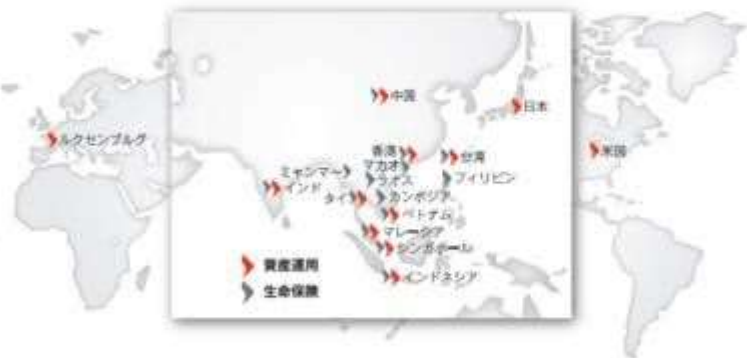 中国
日本
ルクセンブルグ
米国
香港
台湾
マカオ
ミャンマー
ラオス
フィリピン
インド
タイ
カンボジア
ベトナム
マレーシア
シンガポール
資産運用
インドネシア
生命保険